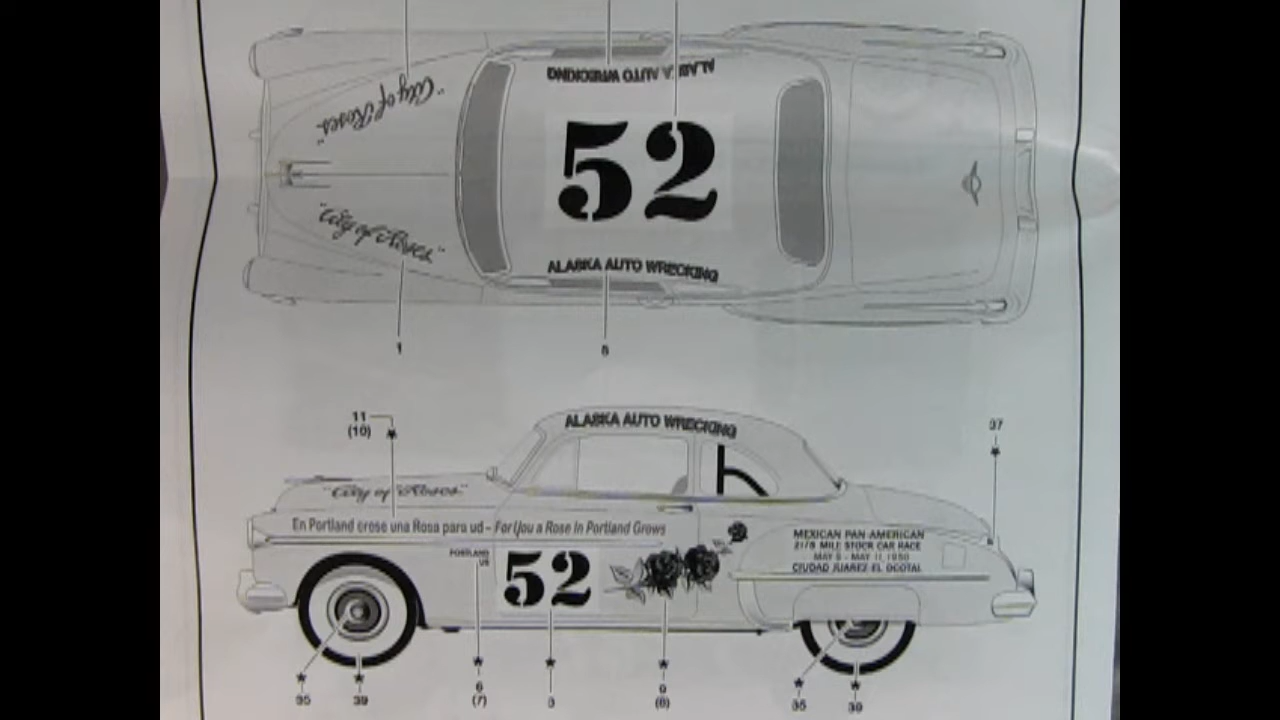 ALASKA AUTO WRECKING
"City of Roses"
52
"City of Roses"
ALASKA AUTO WRECKING
1
11
(10)
ALASKA AUTO WRECKING
37
"City of Roses"
En Portland crese una Rosa para ud – For You a Rose In Portland Grows
MEXICAN PAN AMERICAN
2178 MILE STOCK CAR RACE
MAY 5 - MAY 11, 1950
CIUDAD JUAREZ-EL OCOTAL
PORTLAND
52
35
39
6
(7)
3
9
(8)
35
39